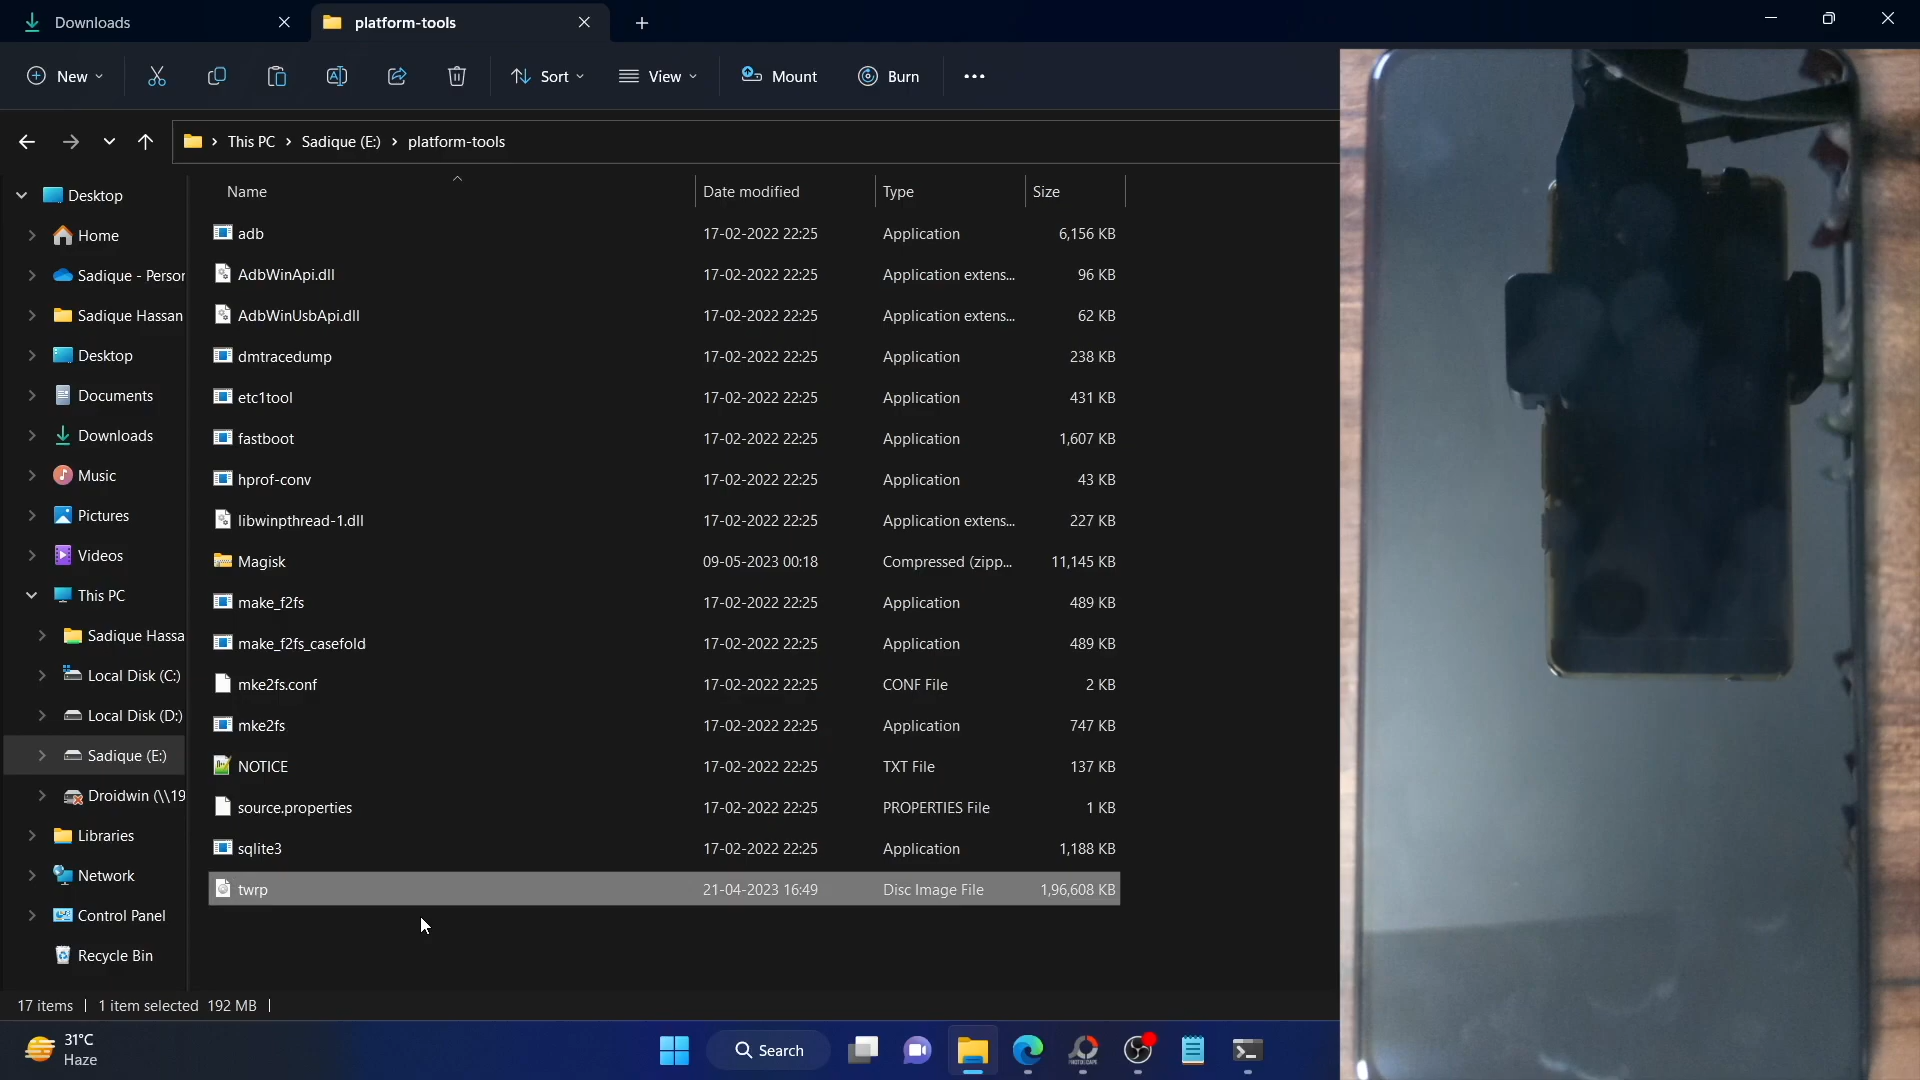 Downloads
platform-tools
New
Sort
View
Mount
Burn
This PC > Sadique (E:) > platform-tools
Name Date modified Type Size
Desktop
Home
Sadique - Persor
Sadique Hassan
Desktop
Documents
Downloads
Music
Pictures
Videos
This PC
Sadique Hassa
Local Disk (C:)
Local Disk (D:)
Sadique (E:)
Droidwin (\\19
Libraries
Network
Control Panel
Recycle Bin
adb 17-02-2022 22:25 Application 6,156 KB
AdbWinApi.dll 17-02-2022 22:25 Application extens... 96 KB
AdbWinUsbApi.dll 17-02-2022 22:25 Application extens... 62 KB
dmtracedump 17-02-2022 22:25 Application 238 KB
etc1tool 17-02-2022 22:25 Application 431 KB
fastboot 17-02-2022 22:25 Application 1,607 KB
hprof-conv 17-02-2022 22:25 Application 43 KB
libwinpthread-1.dll 17-02-2022 22:25 Application extens... 227 KB
Magisk 09-05-2023 00:18 Compressed (zipp... 11,145 KB
make_f2fs 17-02-2022 22:25 Application 489 KB
make_f2fs_casefold 17-02-2022 22:25 Application 489 KB
mke2fs.conf 17-02-2022 22:25 CONF File 2 KB
mke2fs 17-02-2022 22:25 Application 747 KB
NOTICE 17-02-2022 22:25 TXT File 137 KB
source.properties 17-02-2022 22:25 PROPERTIES File 1 KB
sqlite3 17-02-2022 22:25 Application 1,188 KB
twrp 21-04-2023 16:49 Disc Image File 1,96,608 KB
17 items 1 item selected 192 MB
31°C
Haze
Search